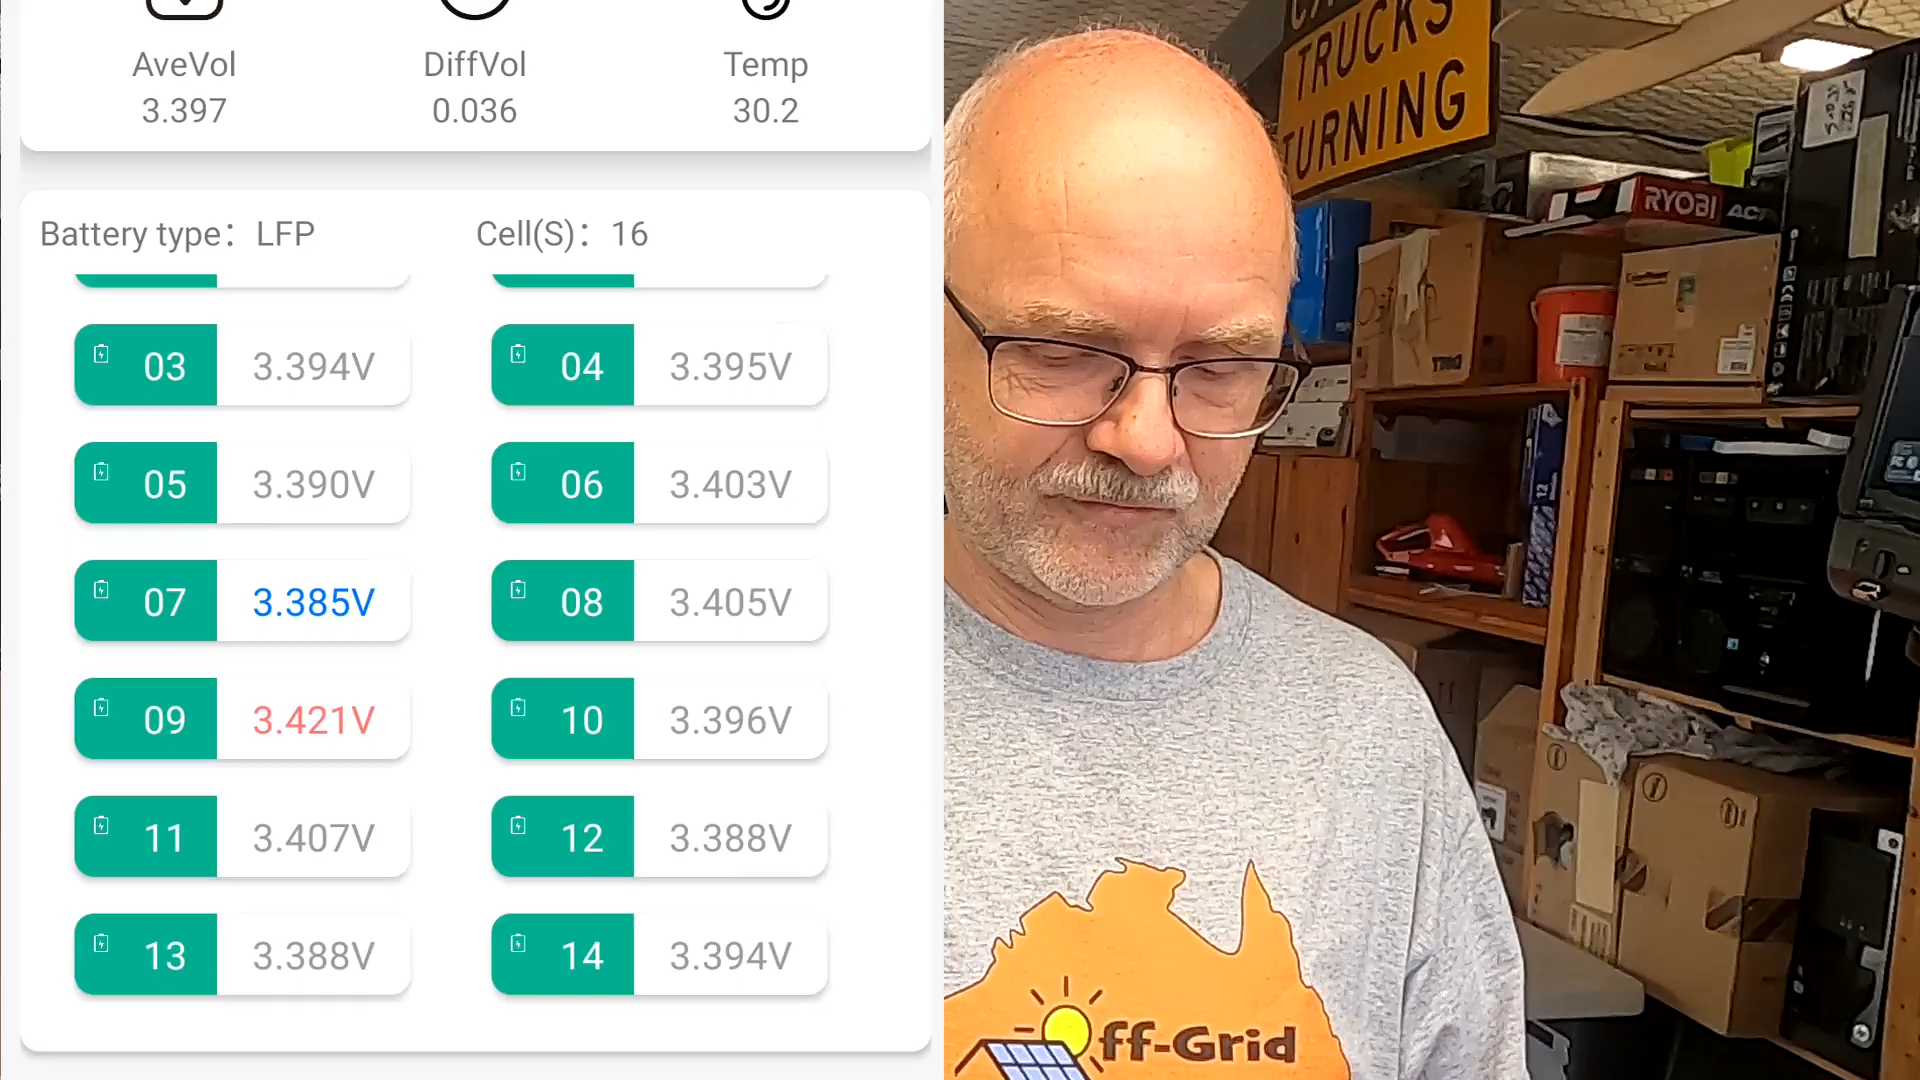 AveVol
DiffVol
Temp
3.397
0.036
30.2
Battery type： LFP
Cell(S)： 16
03
3.394V
04
3.395V
05
3.390V
06
3.403V
07
3.385V
08
3.405V
09
3.421V
10
3.396V
11
3.407V
12
3.388V
13
3.388V
14
3.394V
TRUCKS
TURNING
RYOBI
ff-Grid